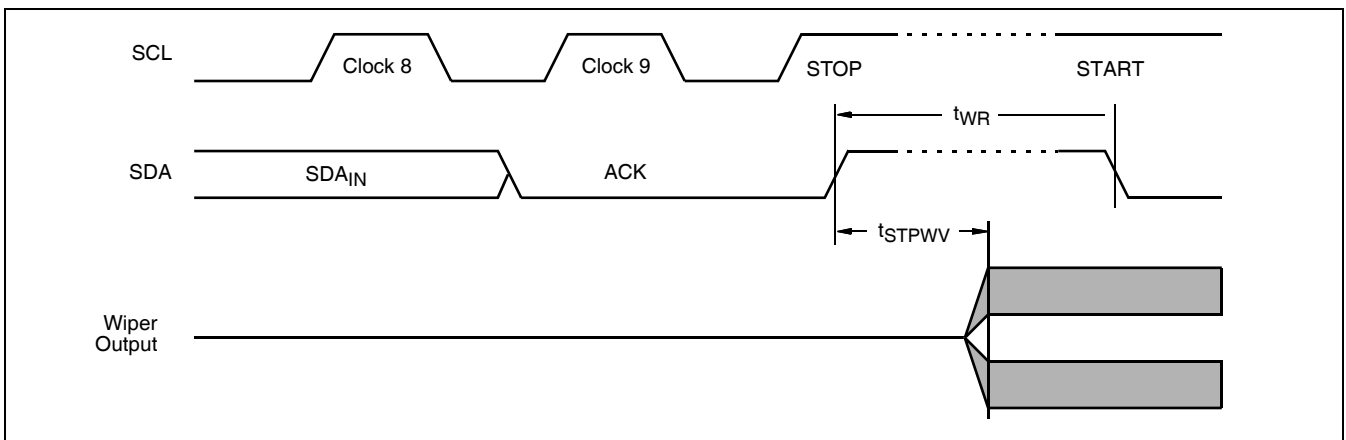 SCL
Clock 8
Clock 9
STOP
START
tWR
SDA
SDAIN
ACK
tSTPWV
Wiper
Output